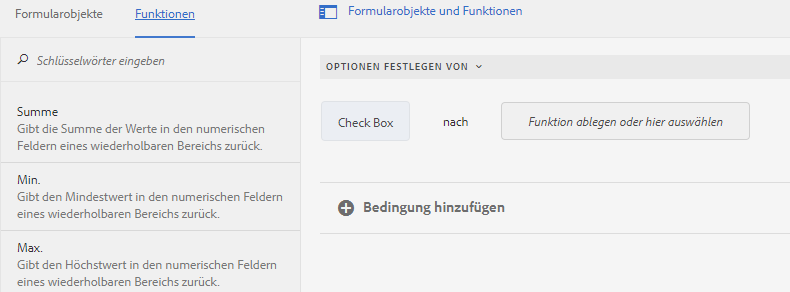 Formularobjekte
Funktionen
Formularobjekte und Funktionen
Schlüsselwörter eingeben
OPTIONEN FESTLEGEN VON
Summe
Gibt die Summe der Werte in den numerischen
Feldern eines wiederholbaren Bereichs zurück.
Check Box
nach
Funktion ablegen oder hier auswählen
Min.
Gibt den Mindestwert in den numerischen Feldern
eines wiederholbaren Bereichs zurück.
Bedingung hinzufügen
Max.
Gibt den Höchstwert in den numerischen Feldern
eines wiederholbaren Bereichs zurück.